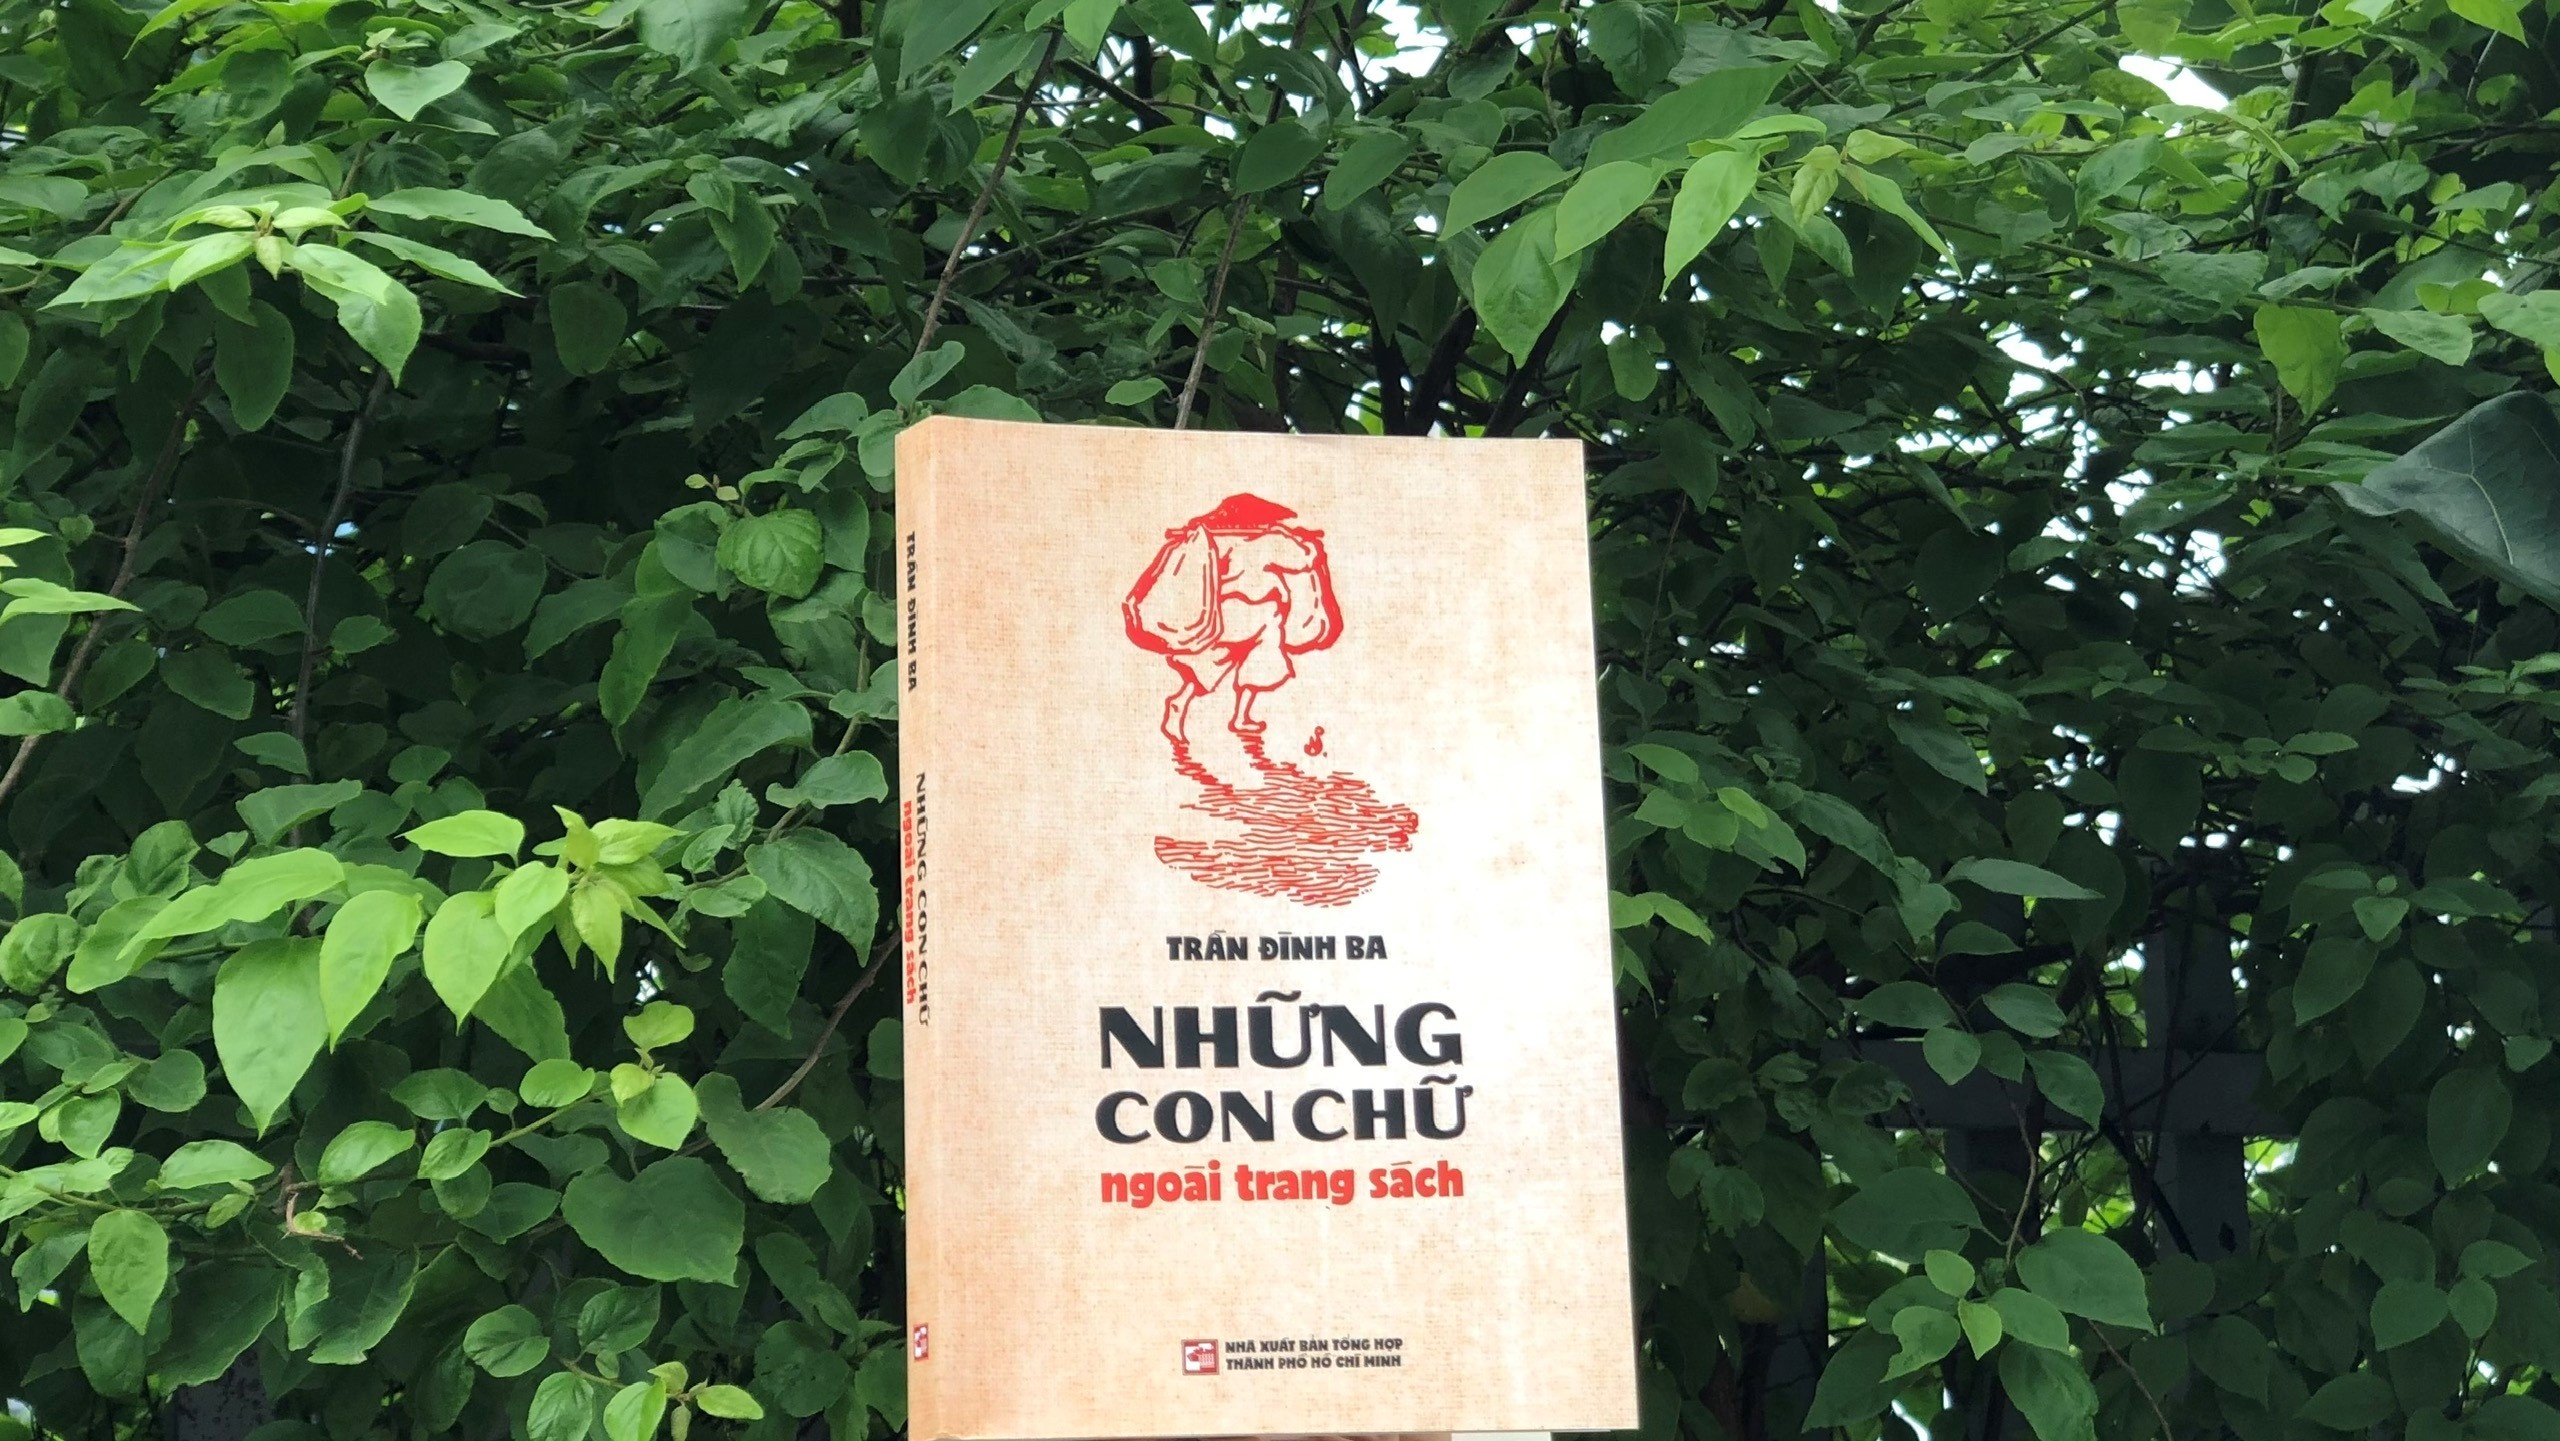 TRẦN ĐÌNH BA
NHỮNG
CON CHỮ
ngoài trang sách
NHÀ XUẤT BẢN TỔNG HỢP
THÀNH PHỐ HỒ CHÍ MINH
TRẦN ĐÌNH BA
NHỮNG CON CHỮ
ngoài trang sách